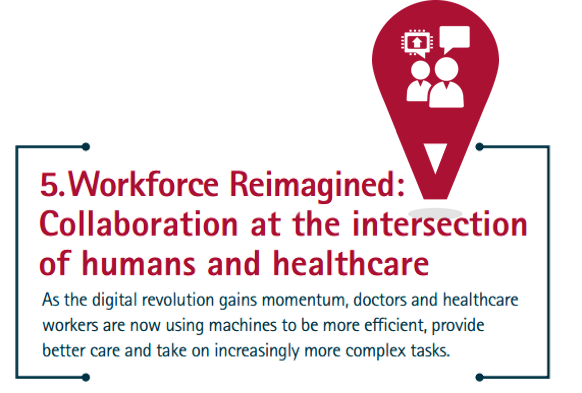 5. Workforce Reimagined:
Collaboration at the intersection
of humans and healthcare
As the digital revolution gains momentum, doctors and healthcare
workers are now using machines to be more efficient, provide
better care and take on increasingly more complex tasks.